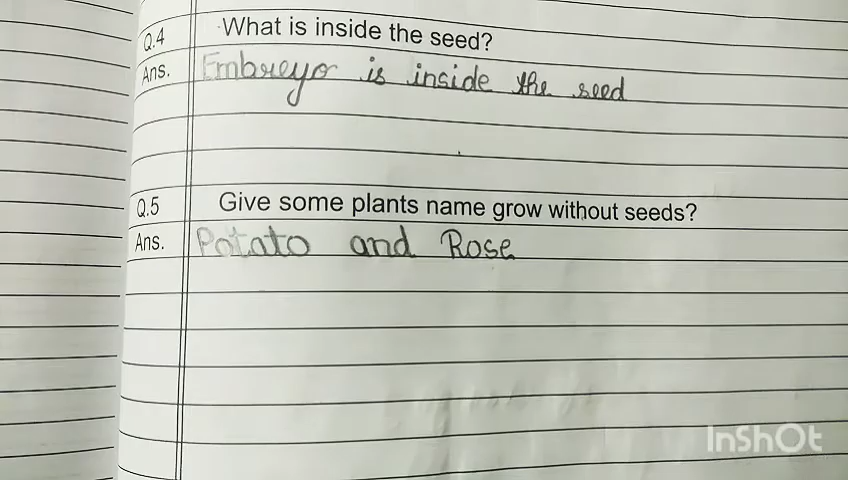 Q.4 What is inside the seed?
Ans. Embreyo is inside the seed
Q.5 Give some plants name grow without seeds?
Ans. Potato and Rose
InShOt